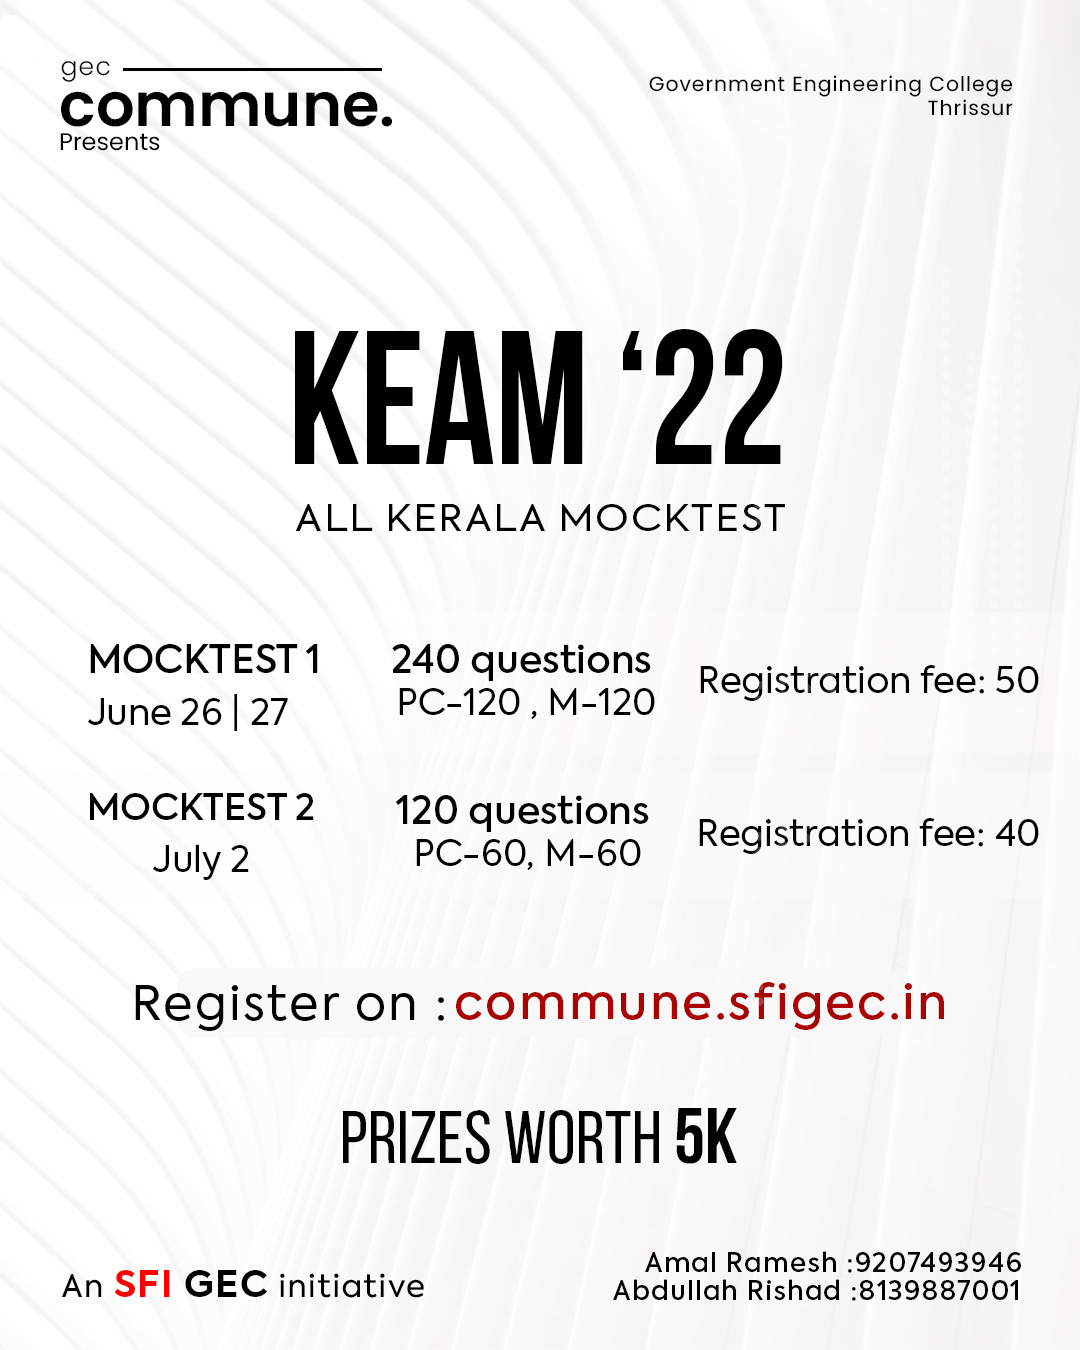 gec
commune.
Presents
Government Engineering College
Thrissur
KEAM ‘22
ALL KERALA MOCKTEST
MOCKTEST 1
June 26 | 27
240 questions
PC-120 , M-120
Registration fee: 50
MOCKTEST 2
July 2
120 questions
PC-60, M-60
Registration fee: 40
Register on : commune.sfigec.in
PRIZES WORTH 5K
An SFI GEC initiative
Amal Ramesh :9207493946
Abdullah Rishad :8139887001